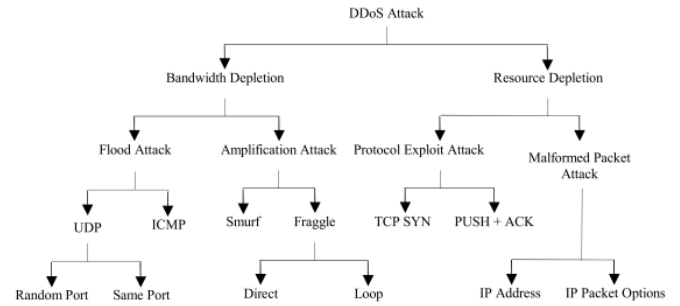 DDoS Attack
Bandwidth Depletion
Resource Depletion
Flood Attack
Amplification Attack
Protocol Exploit Attack
Malformed Packet
Attack
UDP
ICMP
Smurf
Fraggle
TCP SYN
PUSH + ACK
Random Port
Same Port
Direct
Loop
IP Address
IP Packet Options